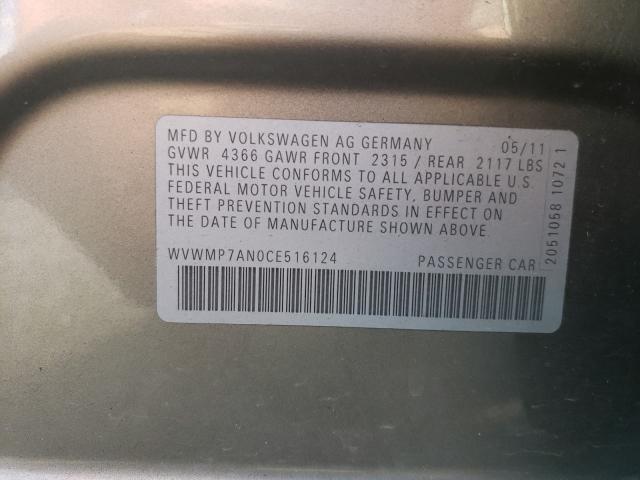 MFD BY VOLKSWAGEN AG GERMANY 05/11
GVWR 4366 GAWR FRONT 2315 / REAR 2117 LBS
THIS VEHICLE CONFORMS TO ALL APPLICABLE U.S.
FEDERAL MOTOR VEHICLE SAFETY, BUMPER AND
THEFT PREVENTION STANDARDS IN EFFECT ON
THE DATE OF MANUFACTURE SHOWN ABOVE.
WVWMP7AN0CE516124 PASSENGER CAR
2051058 1072 1